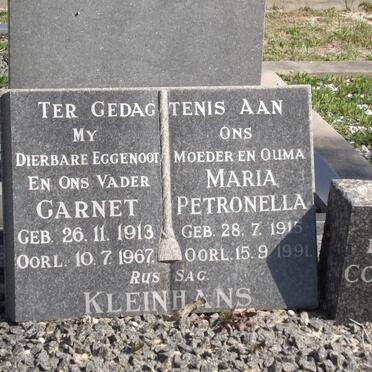 TER GEDAGTENIS AAN
MY
DIERBARE EGGENOOT
EN ONS VADER
GARNET
GEB. 26.11.1913
OORL. 10.7.1967
ONS
MOEDER EN OUMA
MARIA
PETRONELLA
GEB. 28.7.1915
OORL. 15.9.1991.
RUS SAG.
KLEINHANS
CO